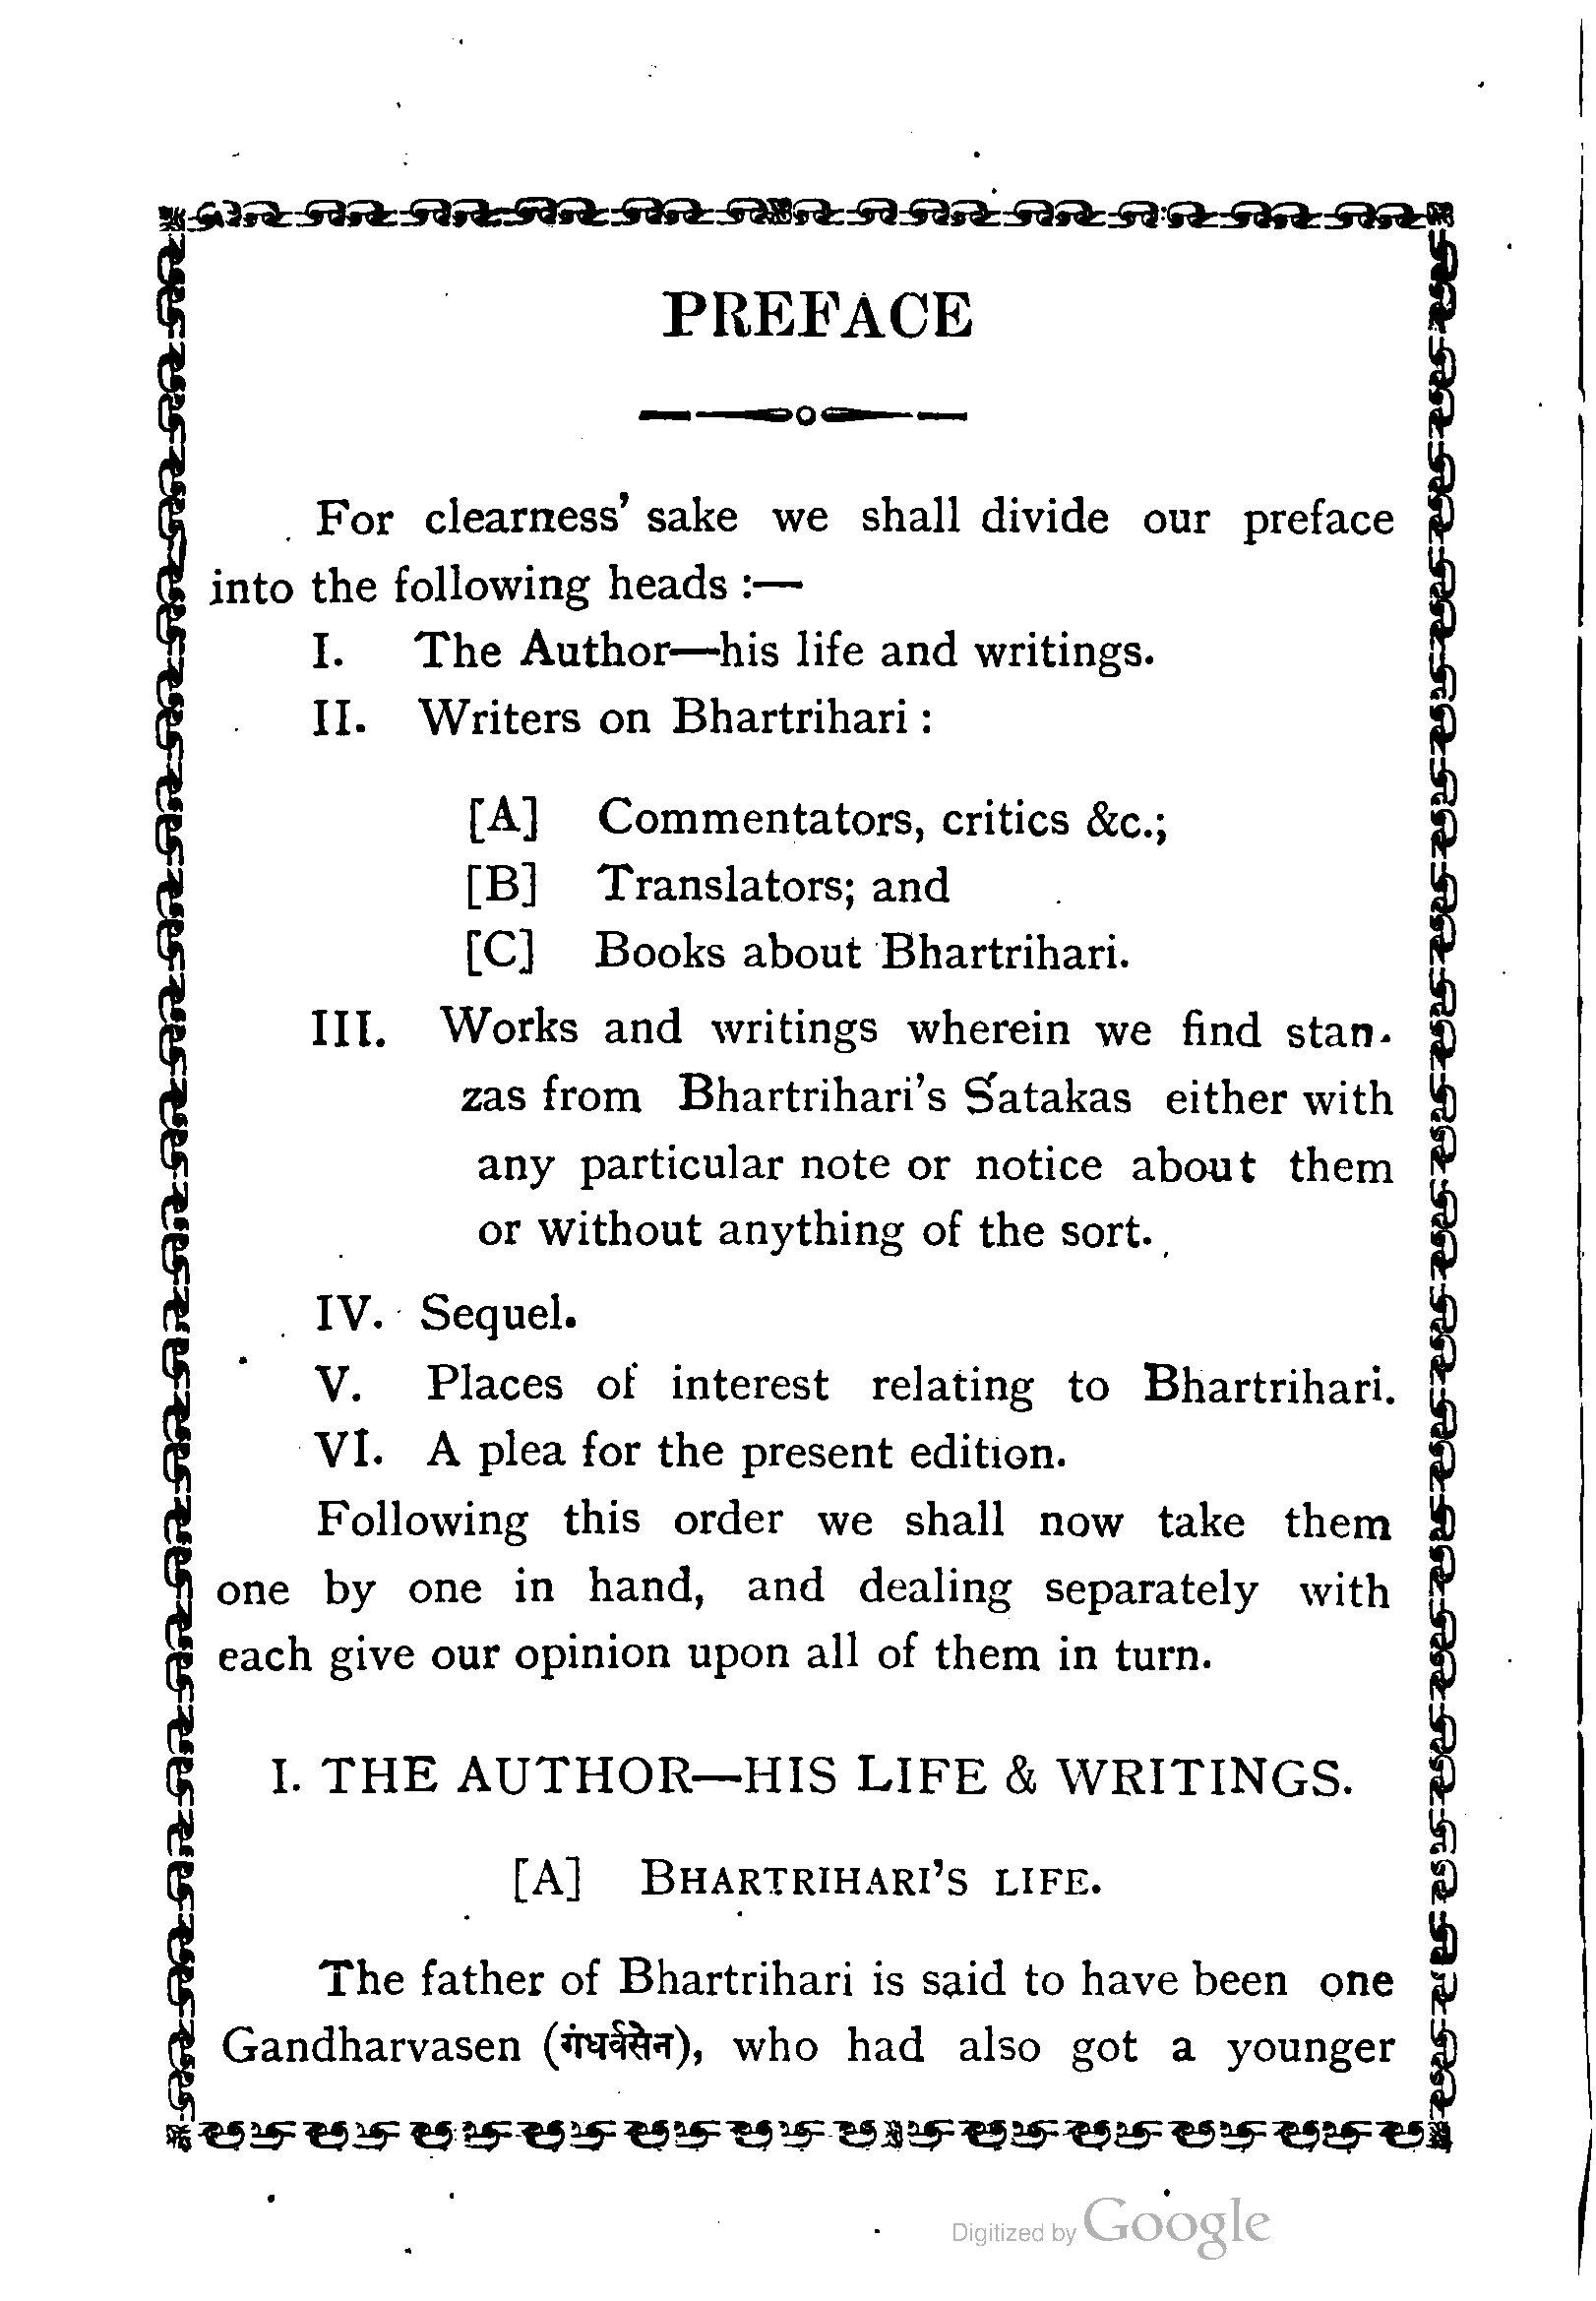 PREFACE
For clearness' sake we shall divide our preface
into the following heads :—
I. The Author—his life and writings.
II. Writers on Bhartrihari :
[A] Commentators, critics &c.;
[B] Translators; and
[C] Books about Bhartrihari.
III. Works and writings wherein we find stan-
zas from Bhartrihari's Śatakas either with
any particular note or notice about them
or without anything of the sort.
IV. Sequel.
V. Places of interest relating to Bhartrihari.
VI. A plea for the present edition.
Following this order we shall now take them
one by one in hand, and dealing separately with
each give our opinion upon all of them in turn.
I. THE AUTHOR—HIS LIFE & WRITINGS.
[A] BHARTRIHARI'S LIFE.
The father of Bhartrihari is said to have been one
Gandharvasen (गंधर्वसेन), who had also got a younger
Digitized by Google